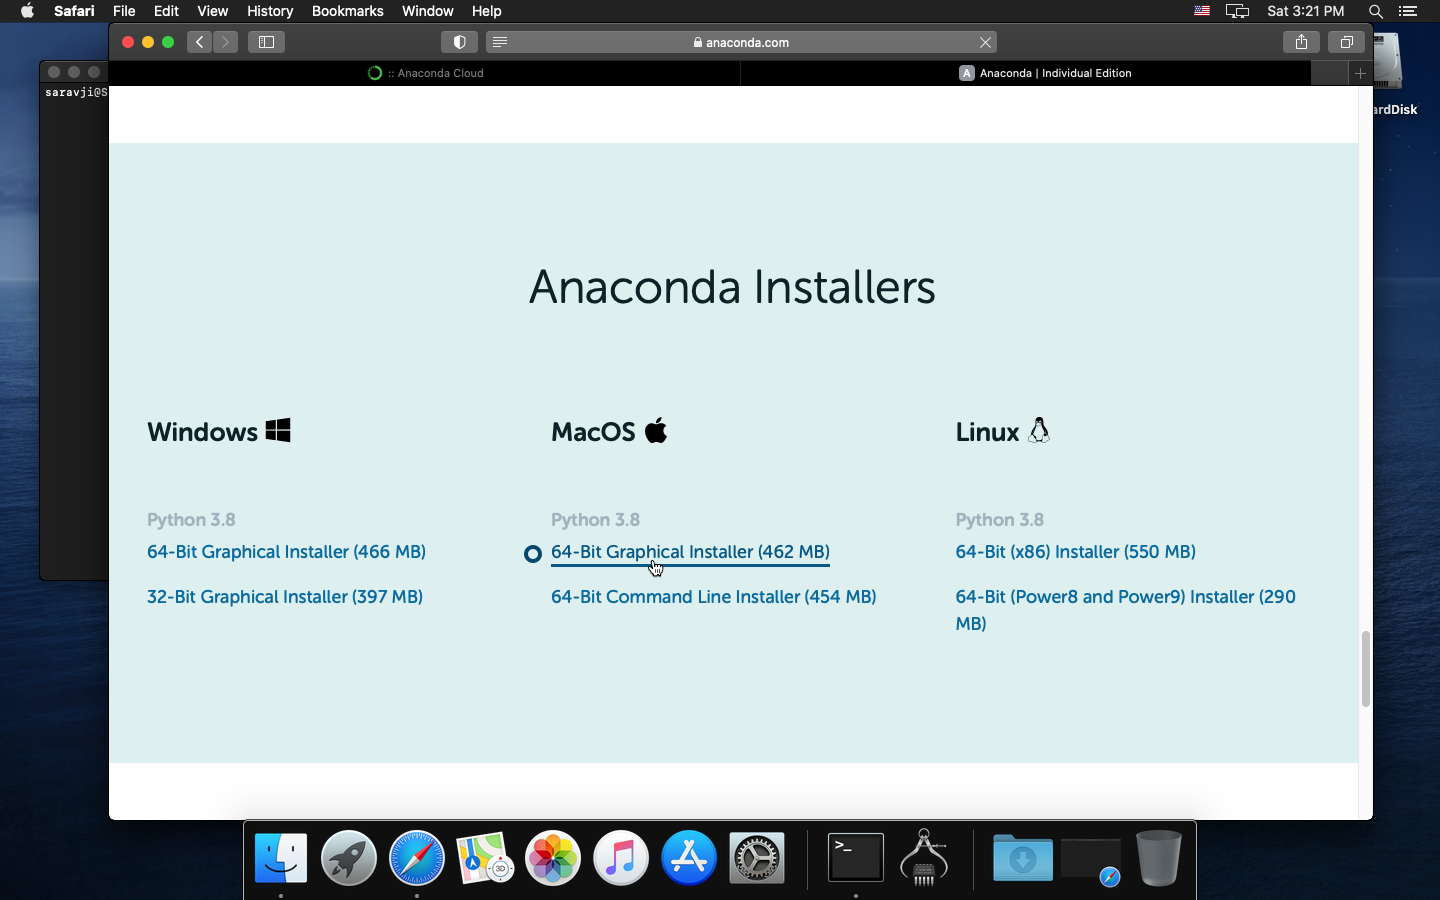 Safari File Edit View History Bookmarks Window Help Sat 3:21 PM
anaconda.com
:: Anaconda Cloud
A Anaconda | Individual Edition
saravji@S
ardDisk
Anaconda Installers
Windows
MacOS
Linux
Python 3.8
Python 3.8
Python 3.8
64-Bit Graphical Installer (466 MB)
64-Bit Graphical Installer (462 MB)
64-Bit (x86) Installer (550 MB)
32-Bit Graphical Installer (397 MB)
64-Bit Command Line Installer (454 MB)
64-Bit (Power8 and Power9) Installer (290
MB)
3D
>_